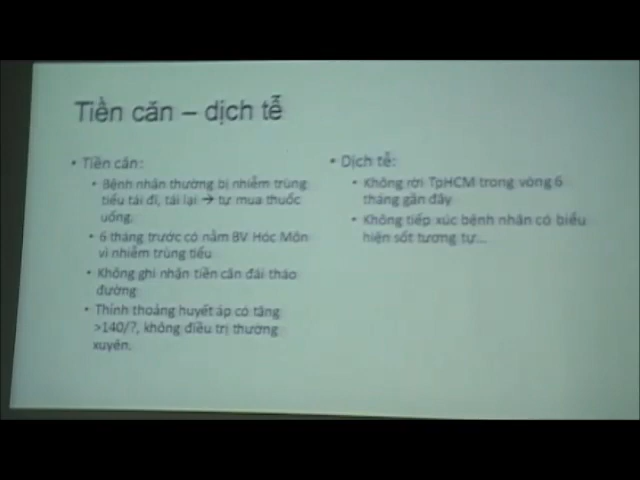 Tiền căn – dịch tễ
• Tiền căn:
• Bệnh nhân thường bị nhiễm trùng
tiểu tái đi, tái lại → tự mua thuốc
uống.
• 6 tháng trước có nằm BV Hóc Môn
vì nhiễm trùng tiểu
• Không ghi nhận tiền căn đái tháo
đường
• Thỉnh thoảng huyết áp có tăng
>140/?, không điều trị thường
xuyên.
• Dịch tễ:
• Không rời TpHCM trong vòng 6
tháng gần đây
• Không tiếp xúc bệnh nhân có biểu
hiện sốt tương tự...